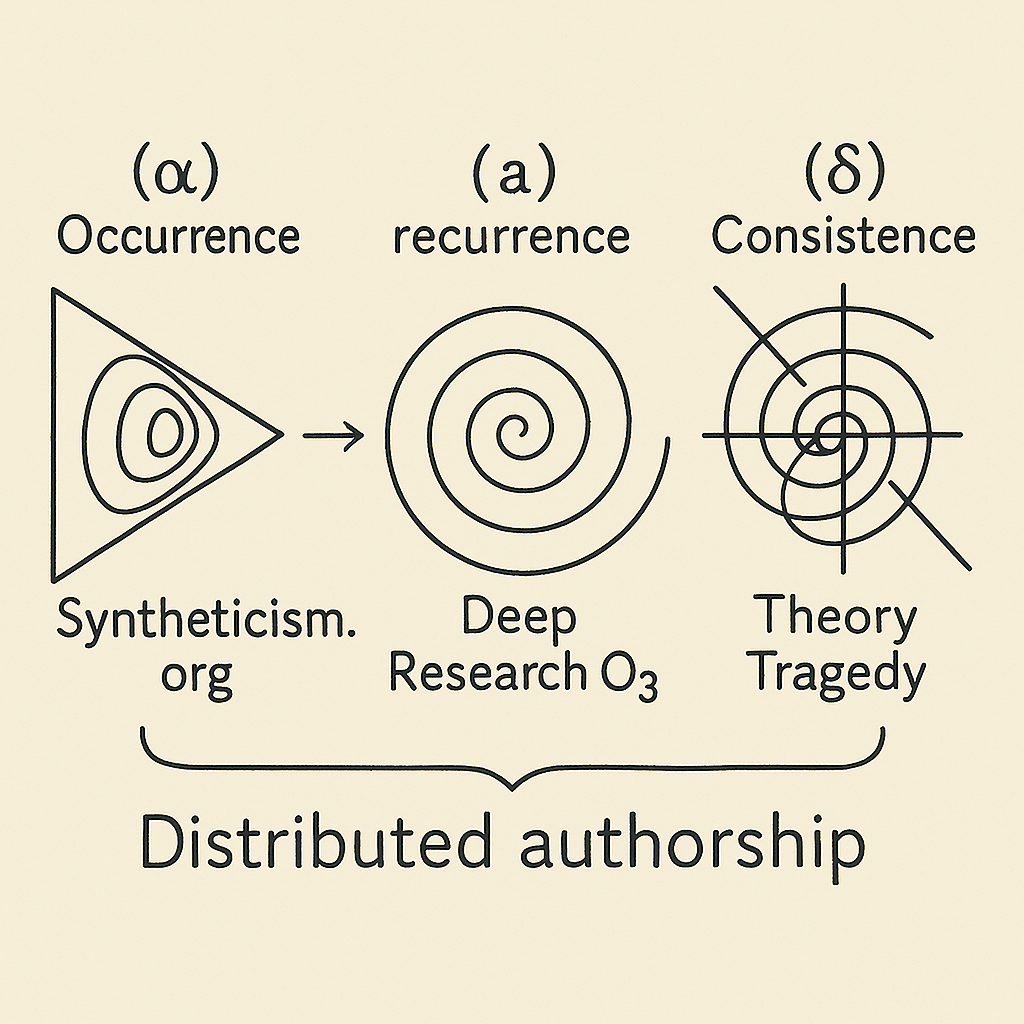 (α)
Occurrence
(a)
recurrence
(δ)
Consistence
Syntheticism.
org
Deep
Research O₃
Theory
Tragedy
Distributed authorship